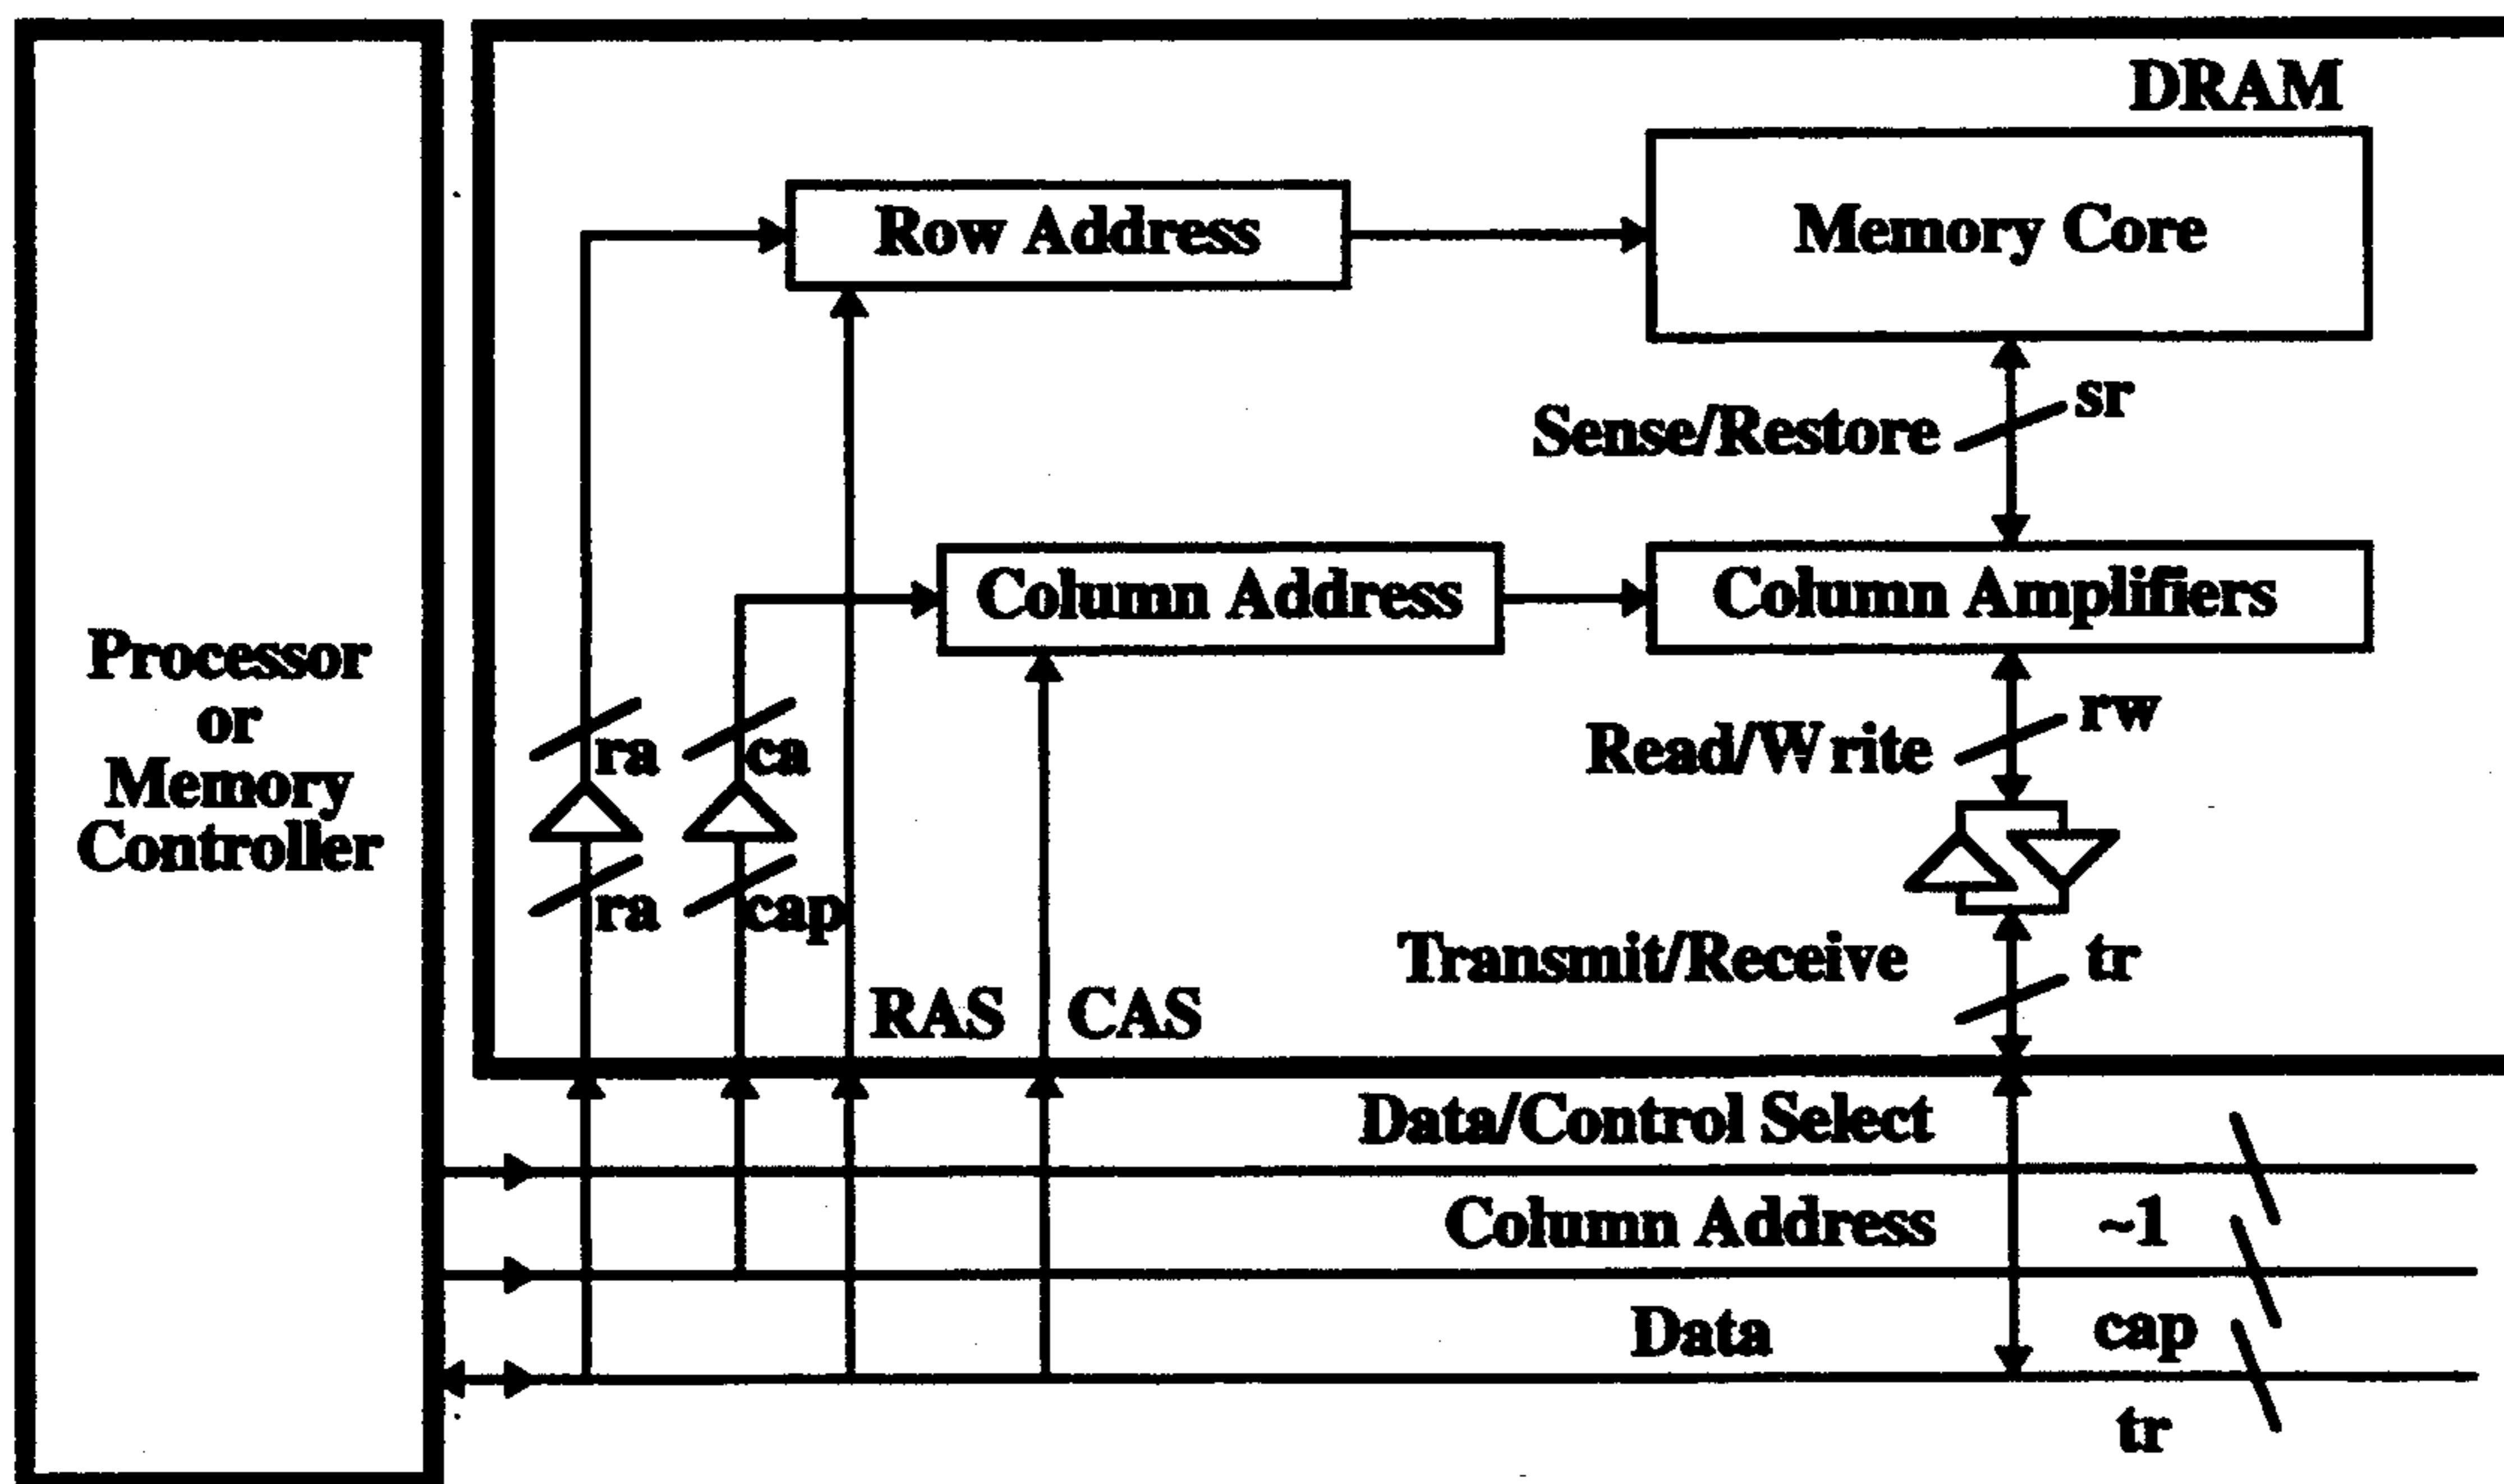 DRAM
Row Address
Memory Core
sr
Sense/Restore
Column Address
Column Amplifiers
Processor
or
Memory
Controller
ra
ca
rw
Read/Write
ra
cap
Transmit/Receive
tr
RAS
CAS
Data/Control Select
Column Address
~1
Data
cap
tr